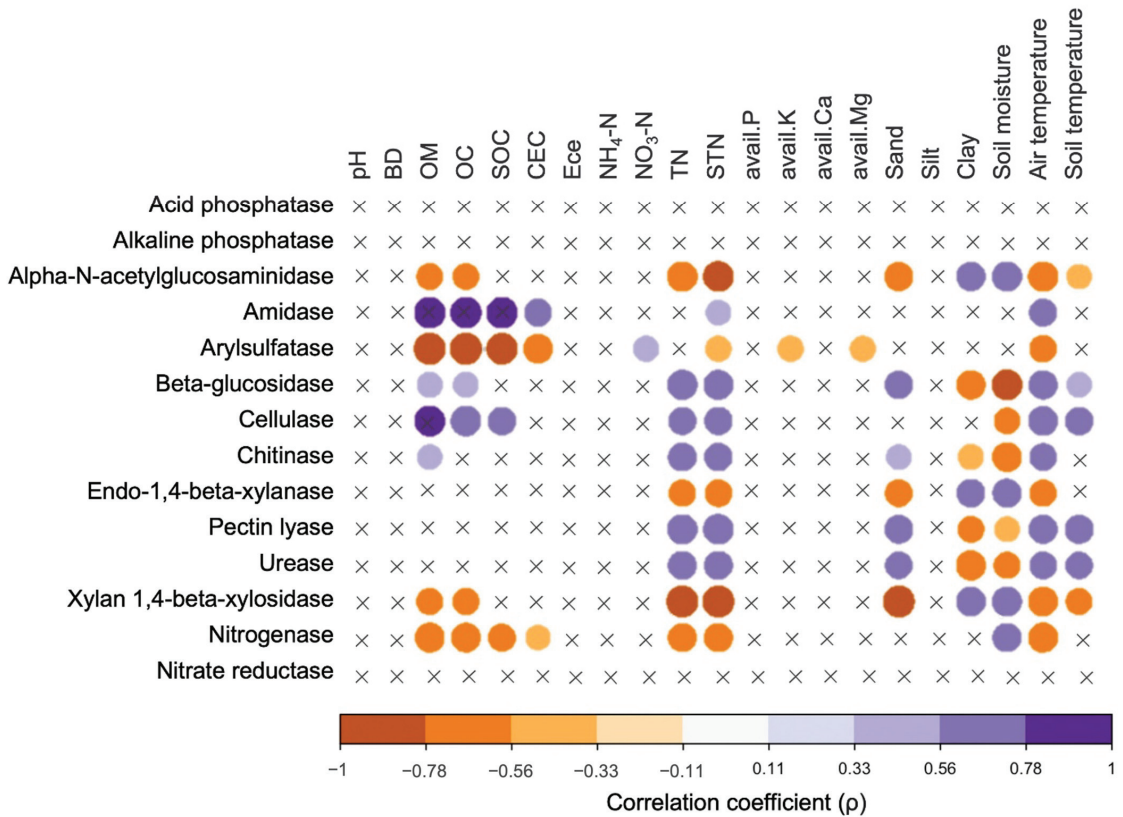 pH
BD
OM
OC
SOC
CEC
Ece
NH₄-N
NO₃-N
TN
STN
avail.P
avail.K
avail.Ca
avail.Mg
Sand
Silt
Clay
Soil moisture
Air temperature
Soil temperature
Acid phosphatase
Alkaline phosphatase
Alpha-N-acetylglucosaminidase
Amidase
Arylsulfatase
Beta-glucosidase
Cellulase
Chitinase
Endo-1,4-beta-xylanase
Pectin lyase
Urease
Xylan 1,4-beta-xylosidase
Nitrogenase
Nitrate reductase
−1 −0.78 −0.56 −0.33 −0.11 0.11 0.33 0.56 0.78 1
Correlation coefficient (ρ)